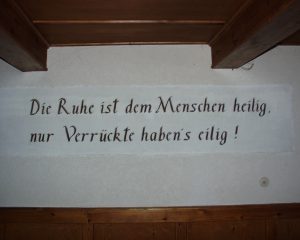 Die Ruhe ist dem Menschen heilig,
nur Verrückte haben's eilig!